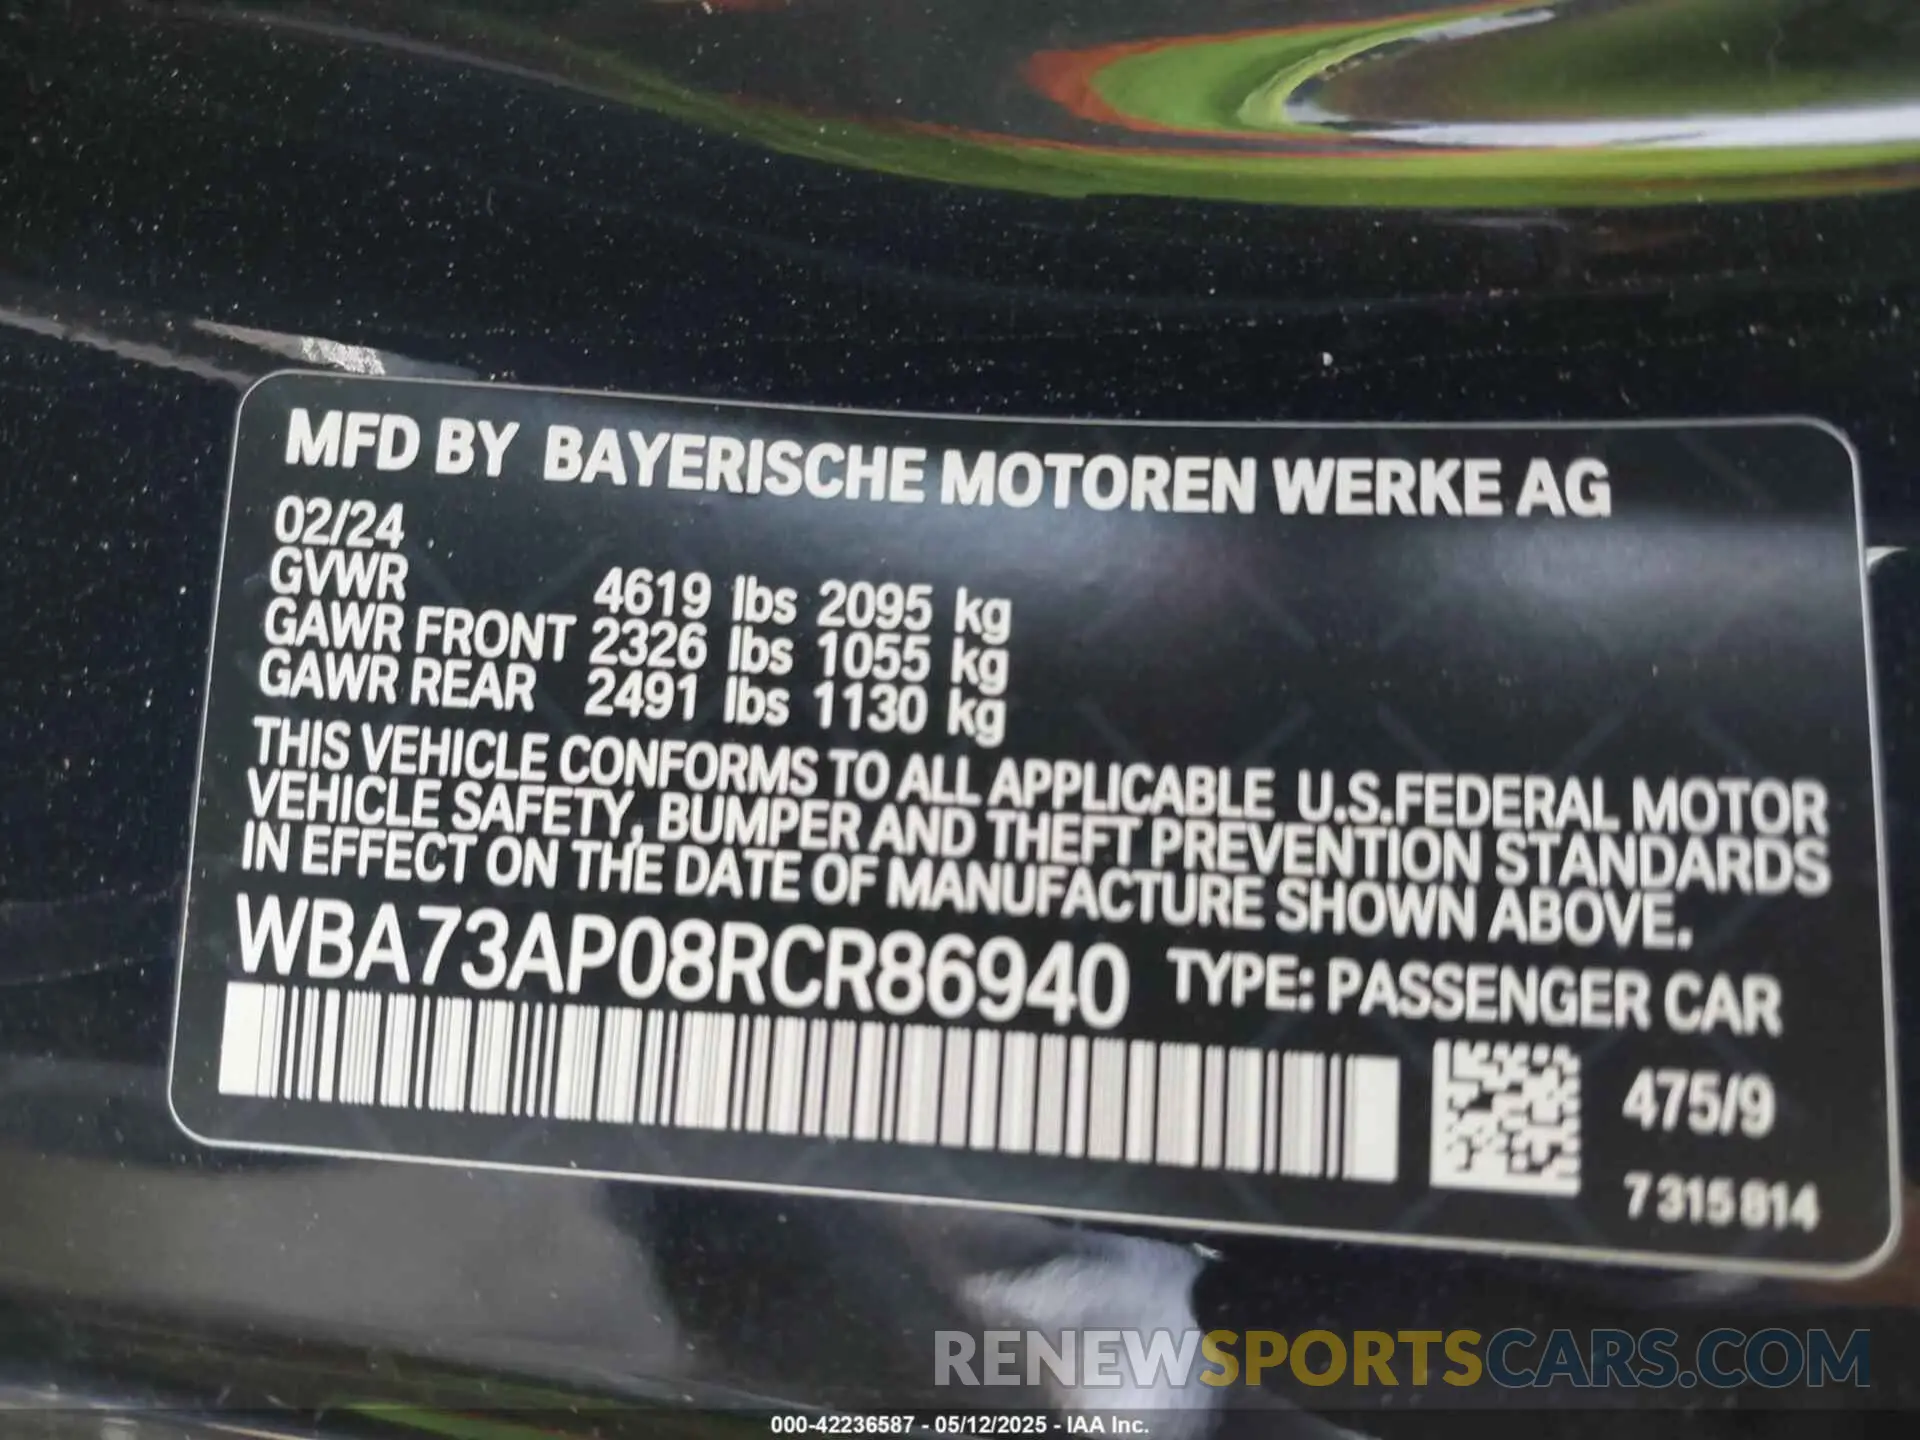 MFD BY BAYERISCHE MOTOREN WERKE AG
02/24
GVWR 4619 lbs 2095 kg
GAWR FRONT 2326 lbs 1055 kg
GAWR REAR 2491 lbs 1130 kg
THIS VEHICLE CONFORMS TO ALL APPLICABLE U.S.FEDERAL MOTOR
VEHICLE SAFETY, BUMPER AND THEFT PREVENTION STANDARDS
IN EFFECT ON THE DATE OF MANUFACTURE SHOWN ABOVE.
WBA73AP08RCR86940 TYPE: PASSENGER CAR
475/9
7 315 814
RENEWSPORTSCARS.COM
000-42236587 - 05/12/2025 - IAA Inc.